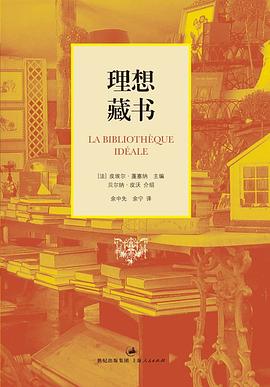 理想
藏书
LA BIBLIOTHÈQUE
IDÉALE
[法] 皮埃尔·蓬塞纳 主编
贝尔纳·皮沃 介绍
余中先 余宁 译
世纪出版集团 上海人民出版社